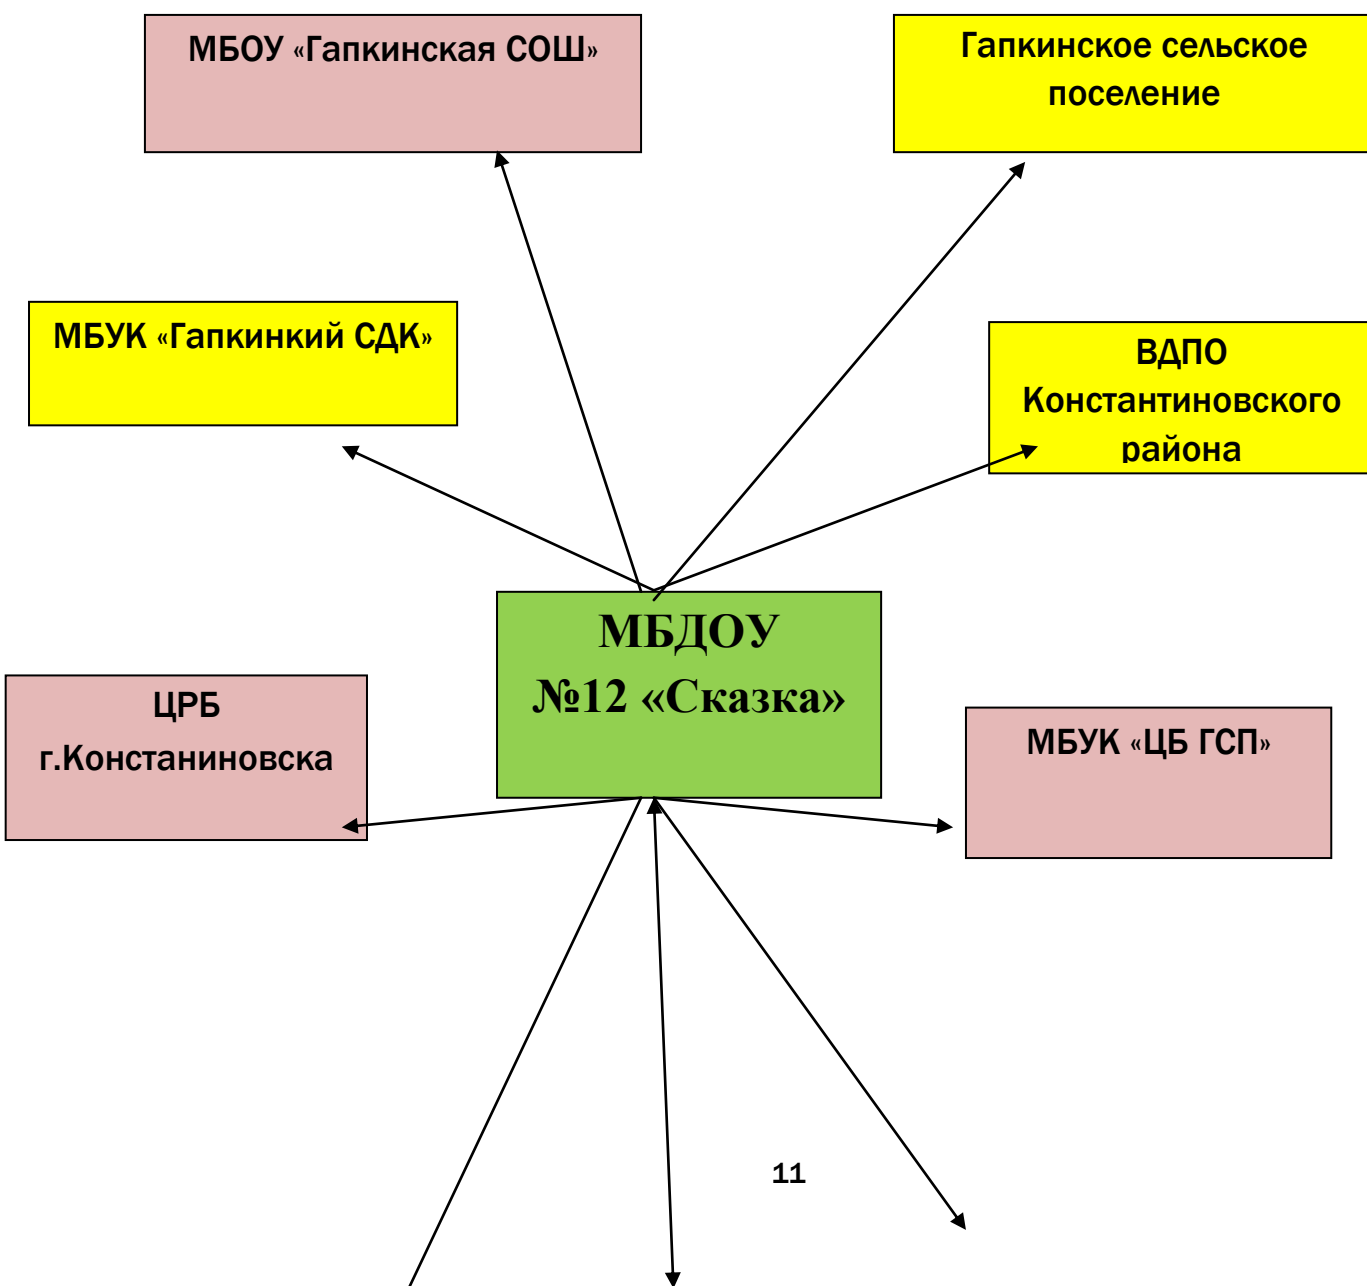 МБОУ «Гапкинская СОШ»
Гапкинское сельское
поселение
МБУК «Гапкинкий СДК»
ВДПО
Константиновского
района
МБДОУ
№12 «Сказка»
ЦРБ
г.Констаниновска
МБУК «ЦБ ГСП»
11